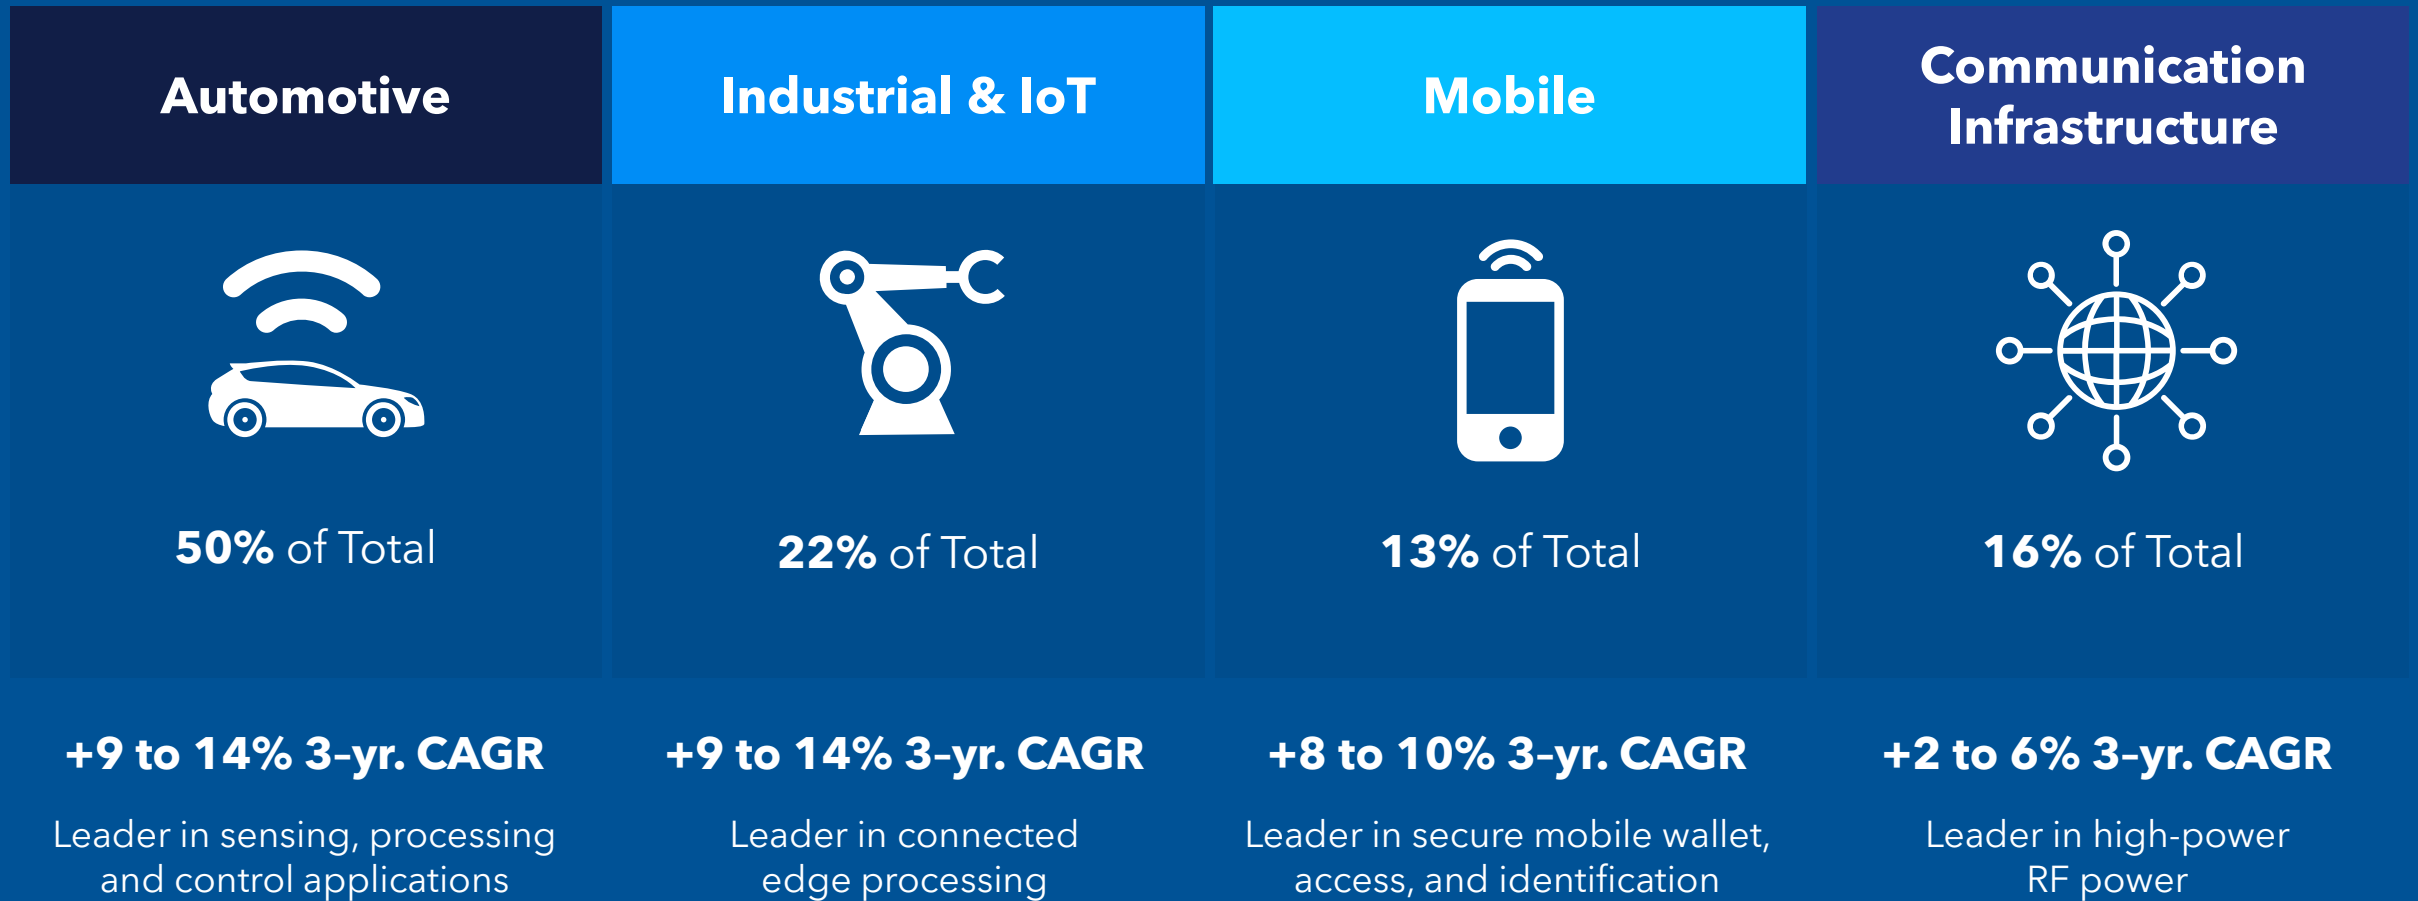 Automotive
Industrial & IoT
Mobile
Communication
Infrastructure
50% of Total
22% of Total
13% of Total
16% of Total
+9 to 14% 3-yr. CAGR
+9 to 14% 3-yr. CAGR
+8 to 10% 3-yr. CAGR
+2 to 6% 3-yr. CAGR
Leader in sensing, processing
and control applications
Leader in connected
edge processing
Leader in secure mobile wallet,
access, and identification
Leader in high-power
RF power